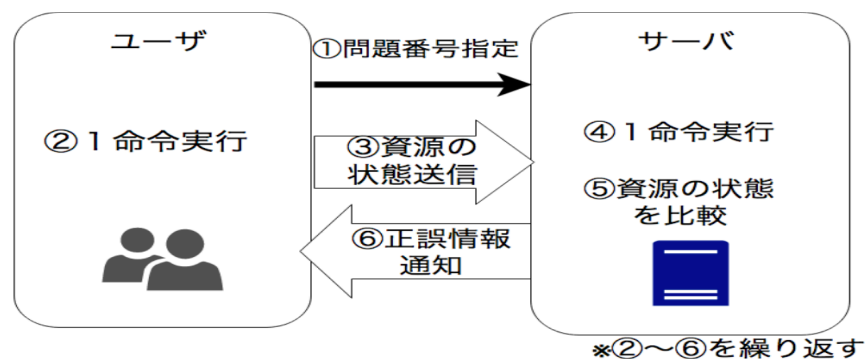 ユーザ
サーバ
①問題番号指定
②１命令実行
③資源の
状態送信
④１命令実行
⑤資源の状態
を比較
⑥正誤情報
通知
※②～⑥を繰り返す